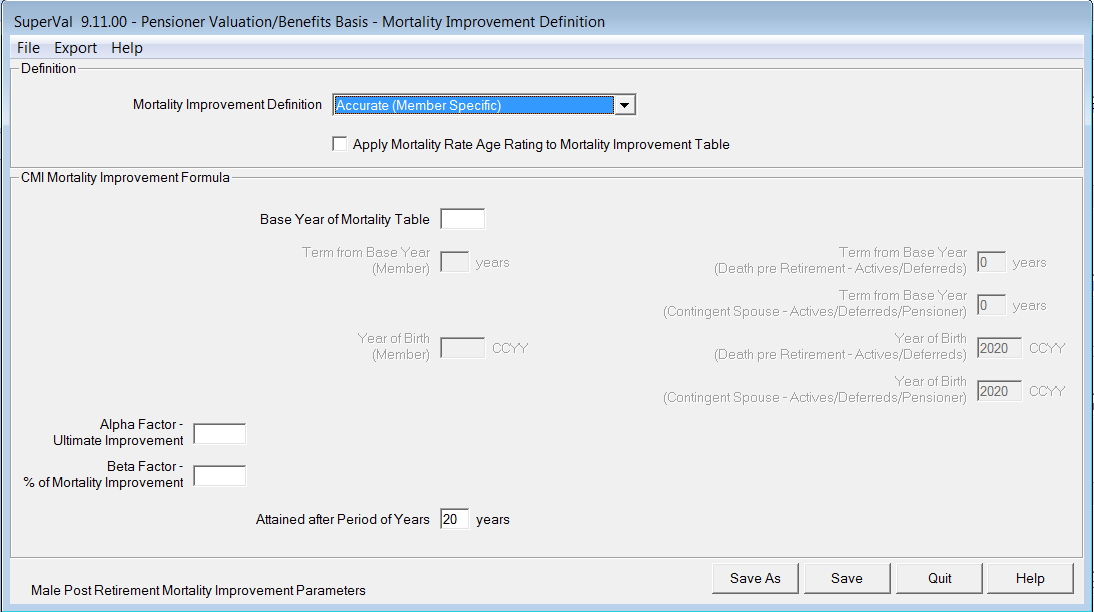 SuperVal 9.11.00 - Pensioner Valuation/Benefits Basis - Mortality Improvement Definition
File Export Help
Definition
Mortality Improvement Definition Accurate (Member Specific)
Apply Mortality Rate Age Rating to Mortality Improvement Table
CMI Mortality Improvement Formula
Base Year of Mortality Table
Term from Base Year
(Member) years
Term from Base Year
(Death pre Retirement - Actives/Deferreds) 0 years
Term from Base Year
(Contingent Spouse - Actives/Deferreds/Pensioner) 0 years
Year of Birth
(Member) CCYY
Year of Birth
(Death pre Retirement - Actives/Deferreds) 2020 CCYY
Year of Birth
(Contingent Spouse - Actives/Deferreds/Pensioner) 2020 CCYY
Alpha Factor -
Ultimate Improvement
Beta Factor -
% of Mortality Improvement
Attained after Period of Years 20 years
Male Post Retirement Mortality Improvement Parameters
Save As Save Quit Help